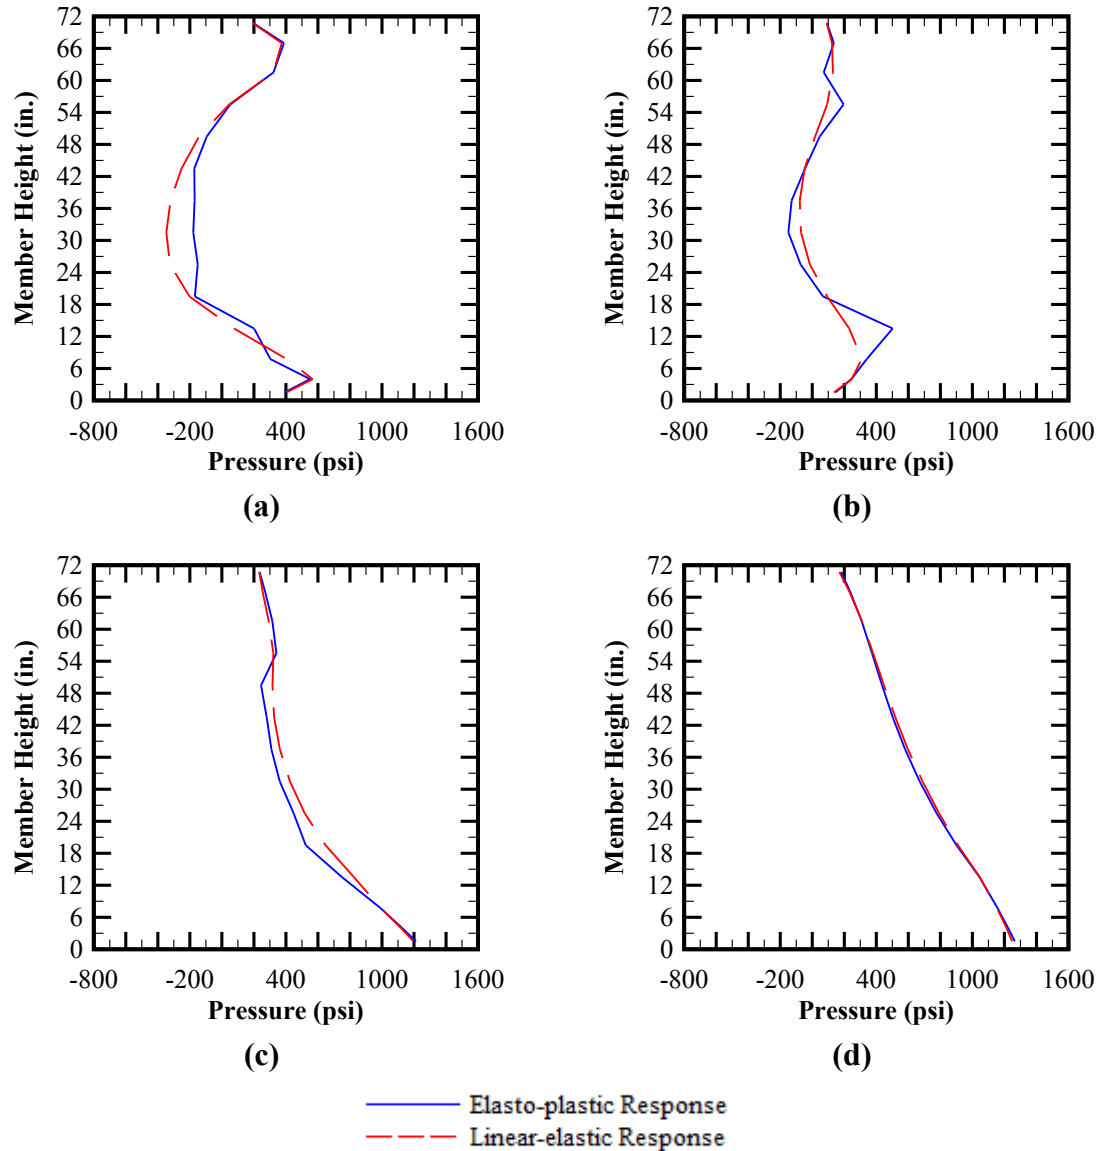 72
66
60
54
48
42
36
30
24
18
12
6
0
Member Height (in.)
-800 -200 400 1000 1600
Pressure (psi)
(a)
72
66
60
54
48
42
36
30
24
18
12
6
0
Member Height (in.)
-800 -200 400 1000 1600
Pressure (psi)
(b)
72
66
60
54
48
42
36
30
24
18
12
6
0
Member Height (in.)
-800 -200 400 1000 1600
Pressure (psi)
(c)
72
66
60
54
48
42
36
30
24
18
12
6
0
Member Height (in.)
-800 -200 400 1000 1600
Pressure (psi)
(d)
Elasto-plastic Response
Linear-elastic Response